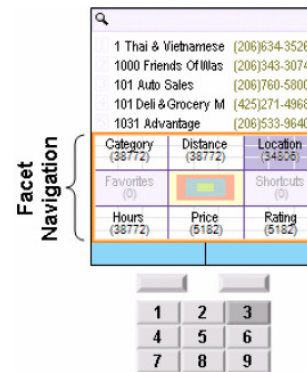 1 Thai & Vietnamese (206)634-3526
1000 Friends Of Was (206)343-3074
101 Auto Sales (206)760-5800
101 Deli & Grocery M (425)271-4968
1031 Advantage (206)533-9640
Facet Navigation
Category Distance Location
(38772) (38772) (34806)
Favorites Shortcuts
(0) (0)
Hours Price Rating
(38772) (5182) (5182)
1 2 3
4 5 6
7 8 9